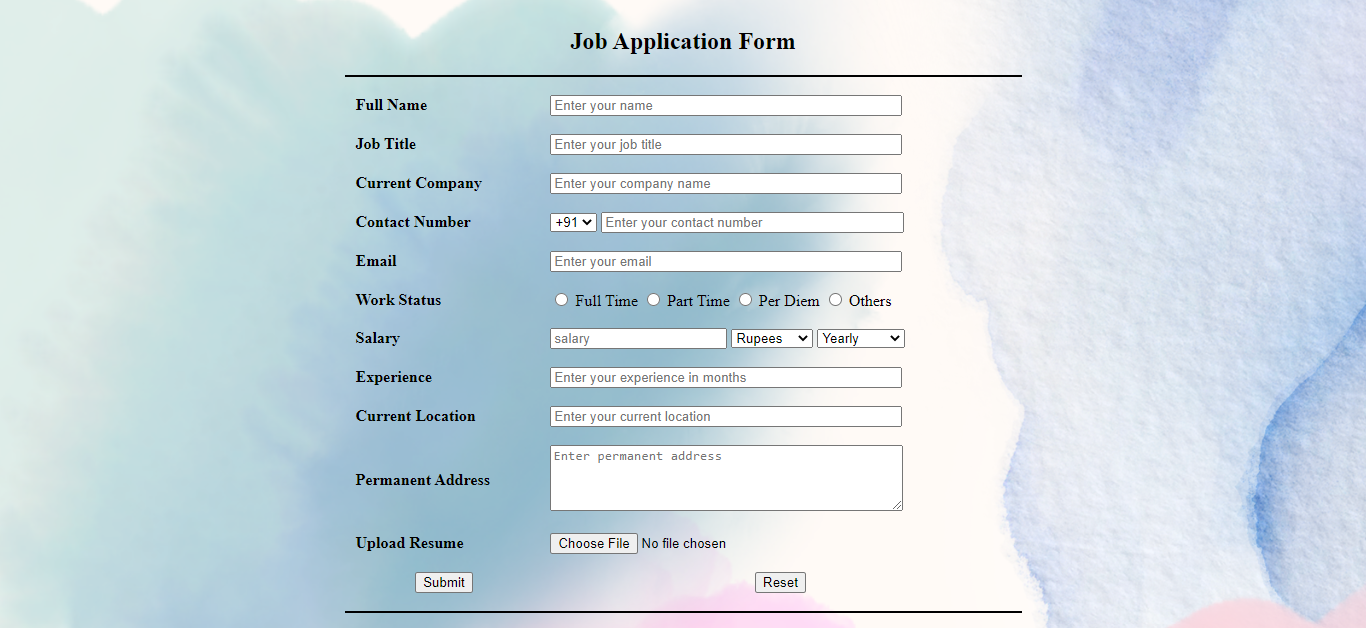 Job Application Form
Full Name Enter your name
Job Title Enter your job title
Current Company Enter your company name
Contact Number +91 Enter your contact number
Email Enter your email
Work Status Full Time Part Time Per Diem Others
Salary salary Rupees Yearly
Experience Enter your experience in months
Current Location Enter your current location
Permanent Address Enter permanent address
Upload Resume Choose File No file chosen
Submit Reset